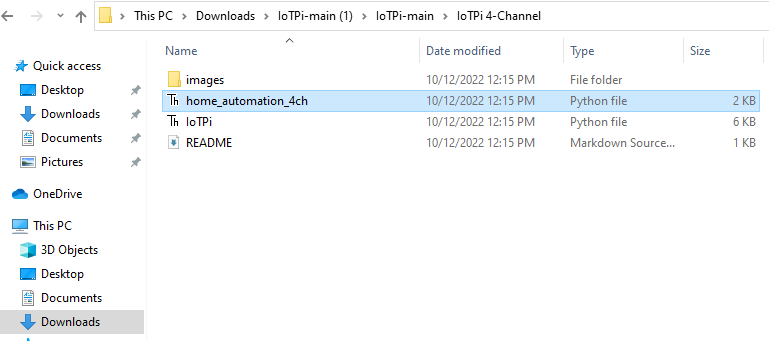 This PC > Downloads > IoTPi-main (1) > IoTPi-main > IoTPi 4-Channel
Name Date modified Type Size
Quick access
Desktop
Downloads
Documents
Pictures
OneDrive
This PC
3D Objects
Desktop
Documents
Downloads
images 10/12/2022 12:15 PM File folder
Th home_automation_4ch 10/12/2022 12:15 PM Python file 2 KB
Th IoTPi 10/12/2022 12:15 PM Python file 6 KB
README 10/12/2022 12:15 PM Markdown Source... 1 KB